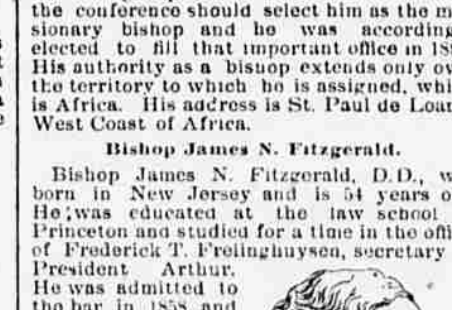 the conference should select him as the m
sionary bishop and he was according
elected to fill that important office in 18
His authority as a bishop extends only ov
the territory to which he is assigned, whi
is Africa. His address is St. Paul de Loan
West Coast of Africa.
Bishop James N. Fitzgerald.
Bishop James N. Fitzgerald, D.D., w
born in New Jersey and is 54 years o
He was educated at the law school
Princeton and studied for a time in the offi
of Frederick T. Frelinghuysen, secretary
President Arthur.
He was admitted to
the bar in 1858 and